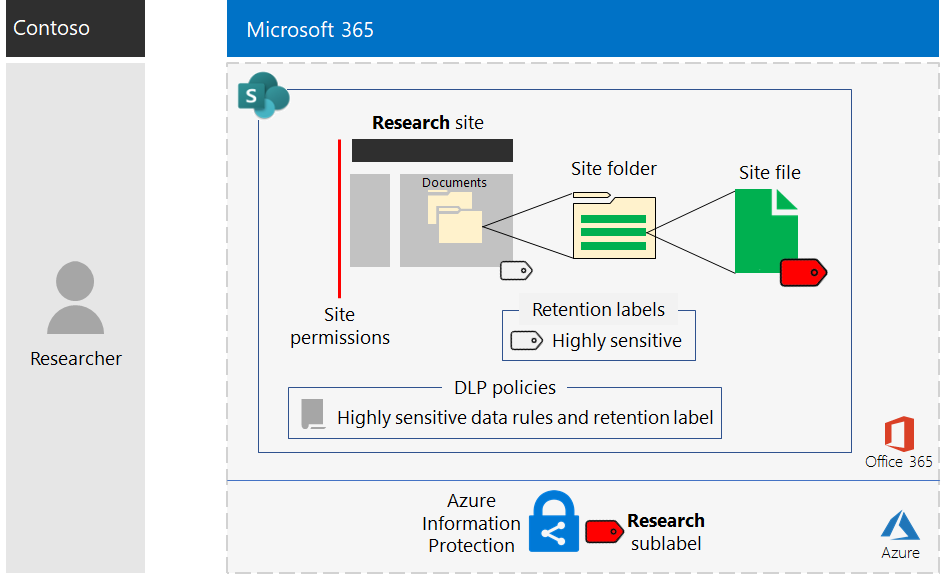 Contoso
Microsoft 365
S
Research site
Documents
Site folder
Site file
Site
permissions
Retention labels
Highly sensitive
DLP policies
Highly sensitive data rules and retention label
Researcher
Office 365
Azure
Information
Protection
Research
sublabel
Azure